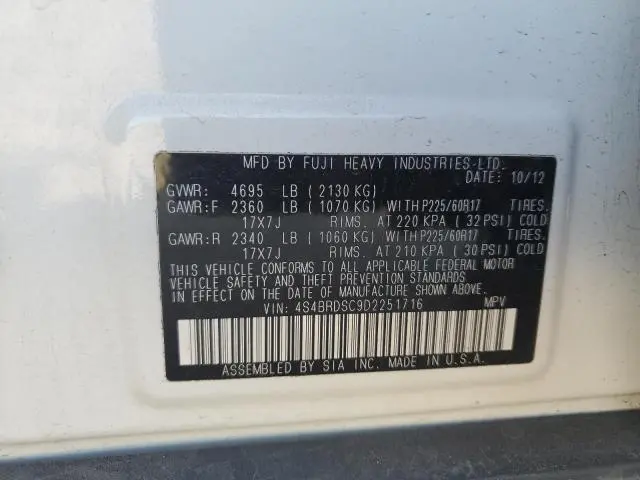 MFD BY FUJI HEAVY INDUSTRIES-LTD.
DATE: 10/12
GVWR: 4695 LB (2130 KG)
GAWR:F 2360 LB (1070 KG) WITH P225/60R17 TIRES.
17X7J RIMS. AT 220 KPA (32 PSI) COLD
GAWR:R 2340 LB (1060 KG) WITH P225/60R17 TIRES.
17X7J RIMS. AT 210 KPA (30 PSI) COLD
THIS VEHICLE CONFORMS TO ALL APPLICABLE FEDERAL MOTOR
VEHICLE SAFETY AND THEFT PREVENTION STANDARDS
IN EFFECT ON THE DATE OF MANUFACTURE SHOWN ABOVE.
VIN: 4S4BRDSC9D2251716 MPV
ASSEMBLED BY SIA INC. MADE IN U.S.A.